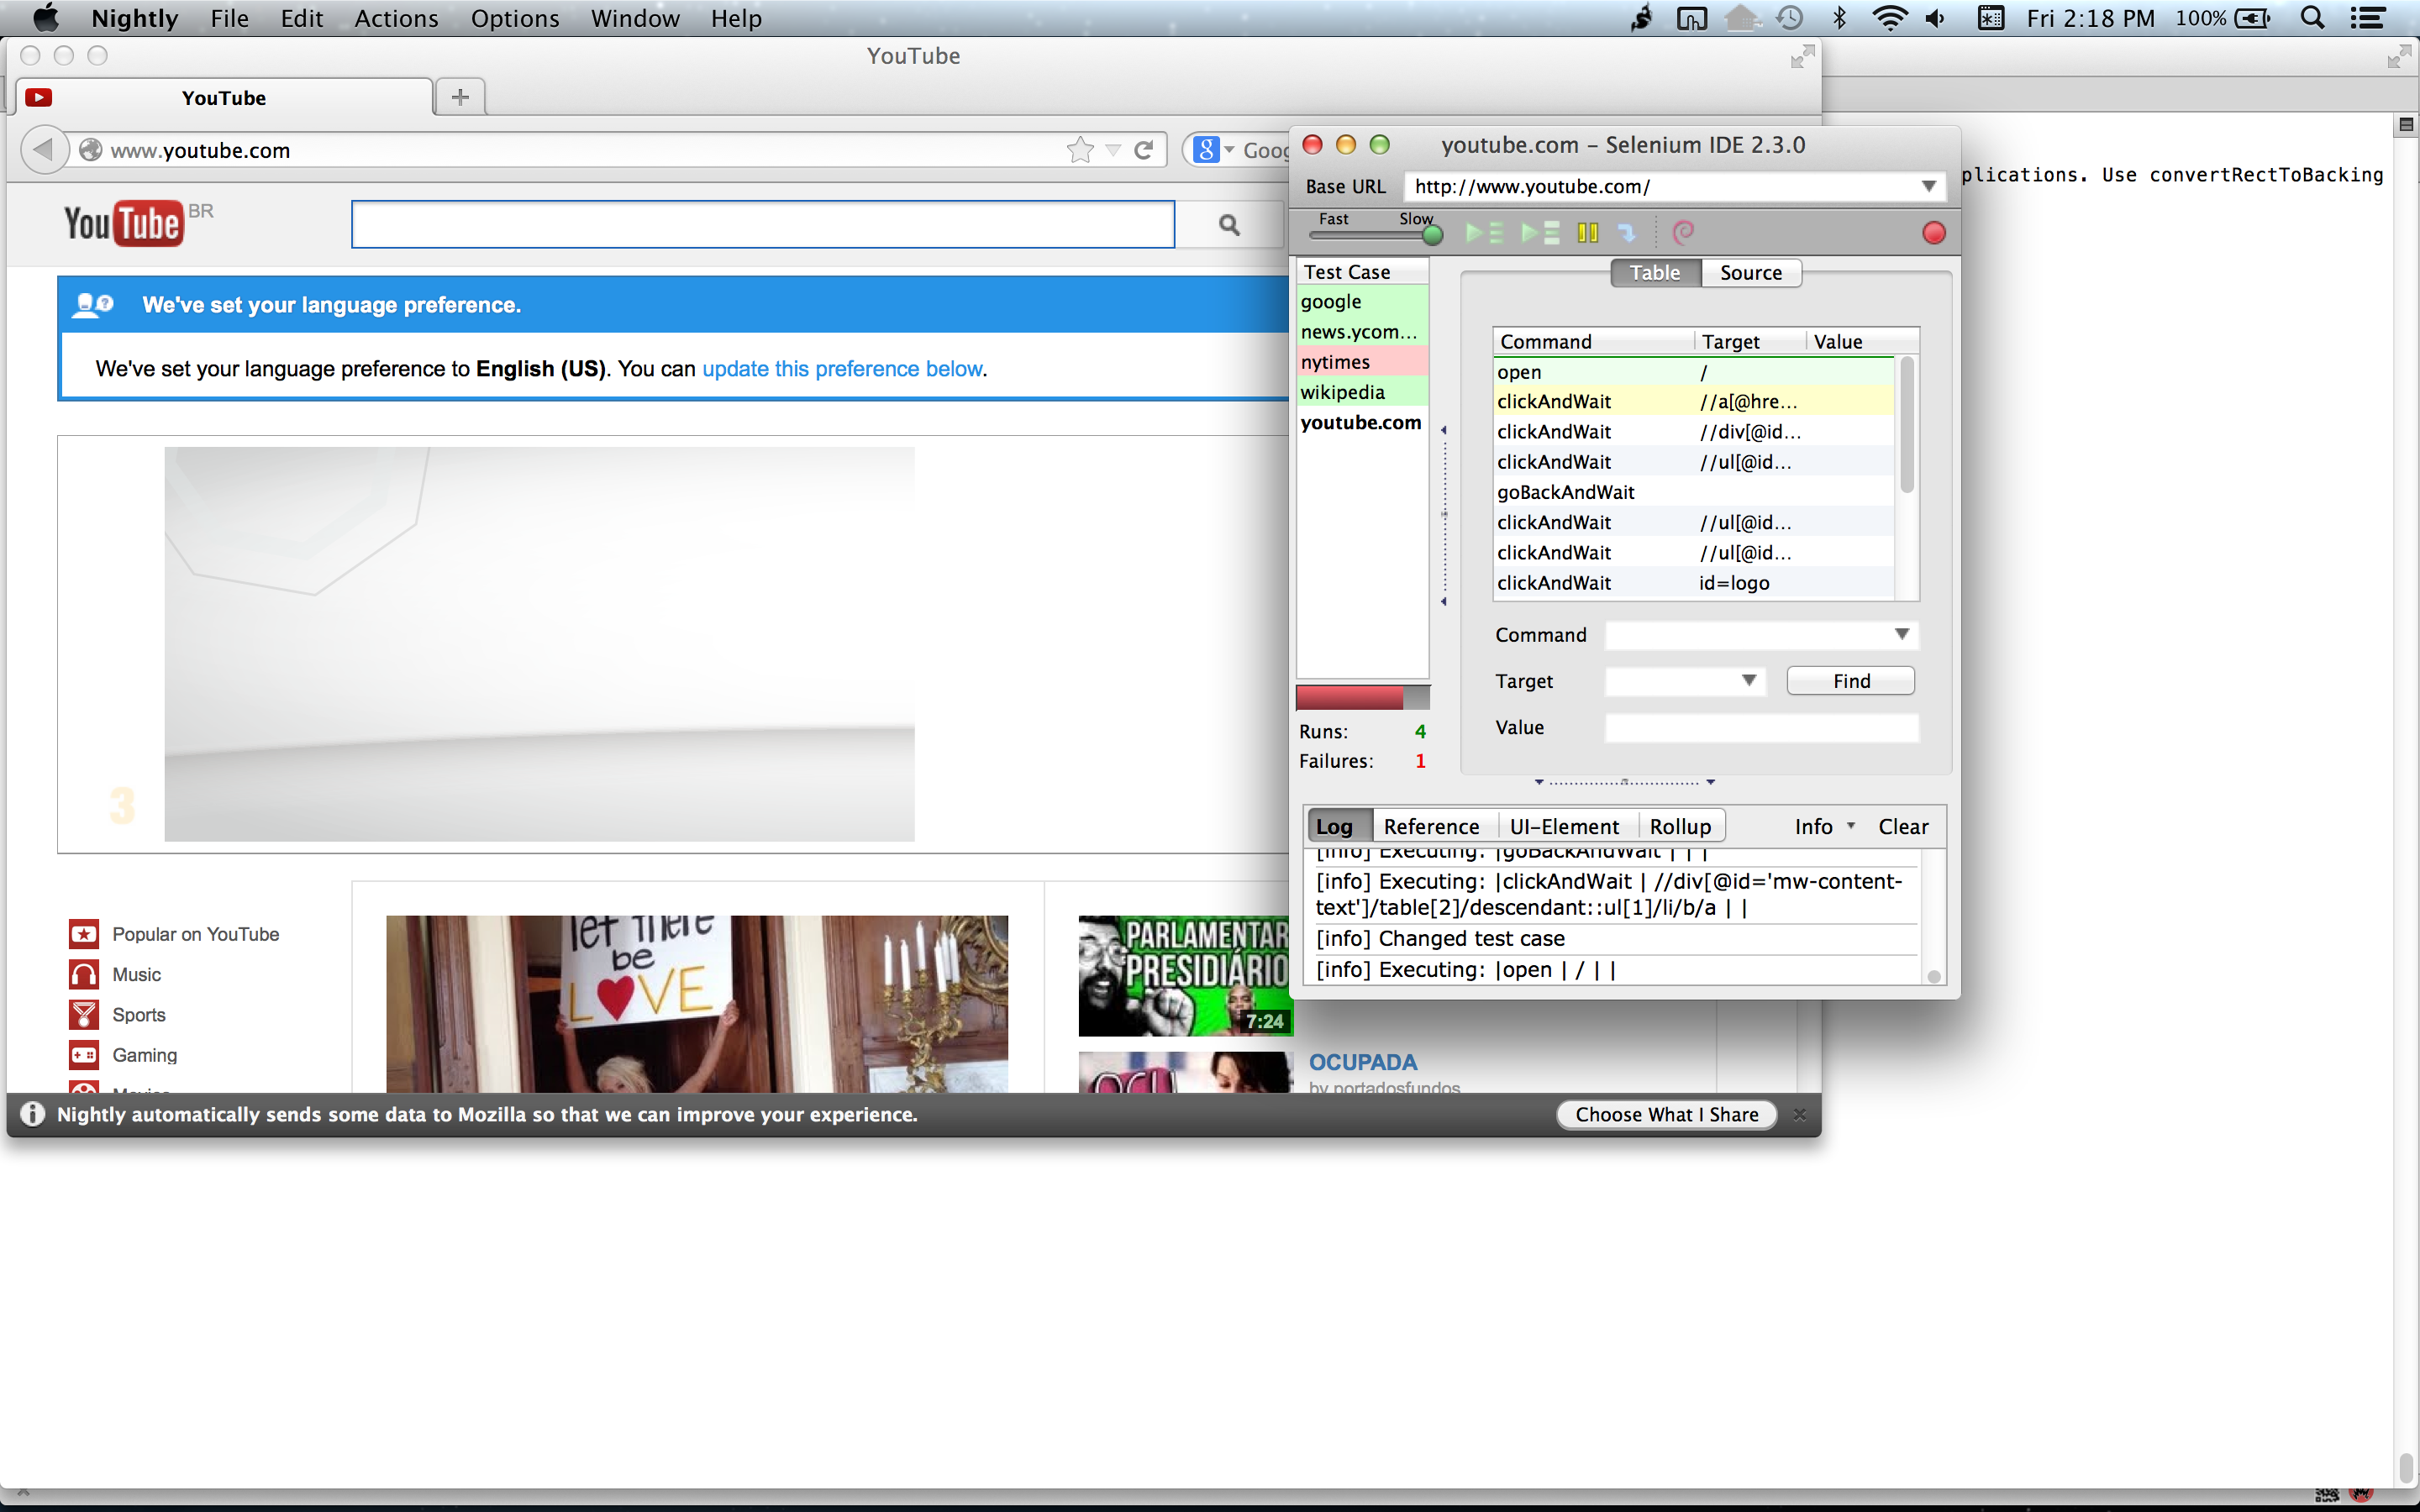 Nightly File Edit Actions Options Window Help
Fri 2:18 PM 100%
YouTube
YouTube
www.youtube.com
You Tube BR
We've set your language preference.
We've set your language preference to English (US). You can update this preference below.
3
Popular on YouTube
Music
Sports
Gaming
let there
be
LOVE
PARLAMENTAR
PRESIDIÁRIO
7:24
OCUPADA
by portadosfundos
Nightly automatically sends some data to Mozilla so that we can improve your experience.
Choose What I Share
plications. Use convertRectToBacking
youtube.com – Selenium IDE 2.3.0
Base URL http://www.youtube.com/
Fast Slow
Test Case
google
news.ycom...
nytimes
wikipedia
youtube.com
Runs: 4
Failures: 1
Table Source
Command Target Value
open /
clickAndWait //a[@hre...
clickAndWait //div[@id...
clickAndWait //ul[@id...
goBackAndWait
clickAndWait //ul[@id...
clickAndWait //ul[@id...
clickAndWait id=logo
Command
Target Find
Value
Log Reference UI-Element Rollup Info Clear
[info] Executing: |goBackAndWait | | |
[info] Executing: |clickAndWait | //div[@id='mw-content-
text']/table[2]/descendant::ul[1]/li/b/a | |
[info] Changed test case
[info] Executing: |open | / | |